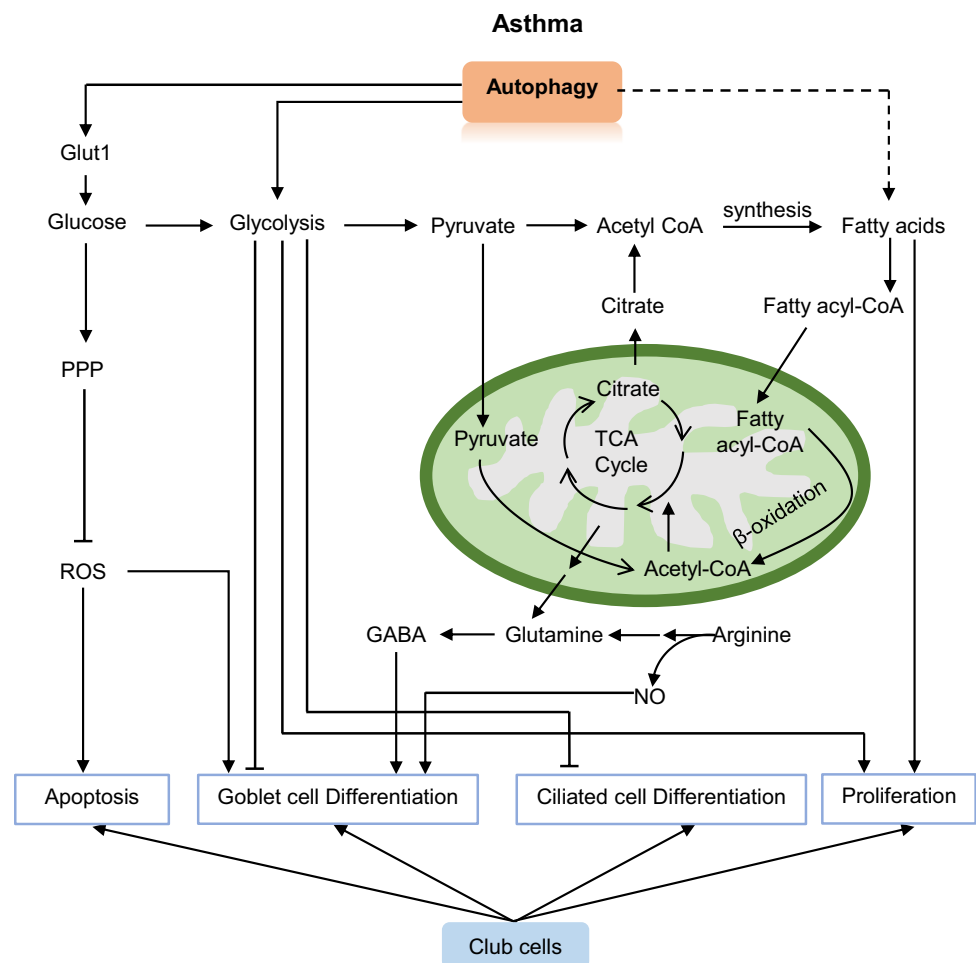 Asthma
Autophagy
Glut1
Glucose
Glycolysis
Pyruvate
Acetyl CoA
synthesis
Fatty acids
Citrate
Fatty acyl-CoA
PPP
Citrate
Pyruvate
TCA
Cycle
Fatty
acyl-CoA
β-oxidation
ROS
Acetyl-CoA
GABA
Glutamine
Arginine
NO
Apoptosis
Goblet cell Differentiation
Ciliated cell Differentiation
Proliferation
Club cells